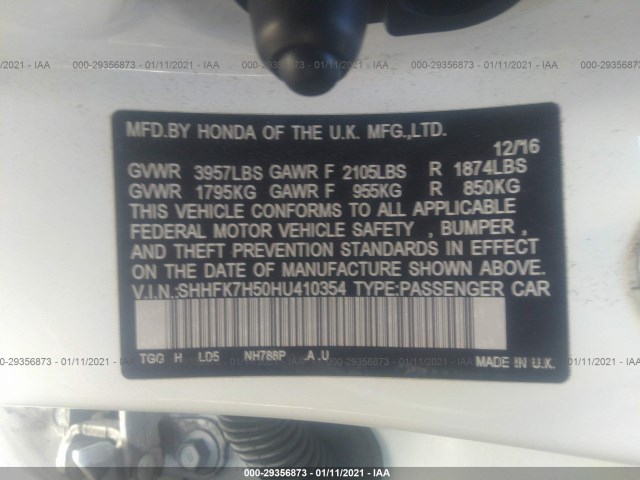 000-29356873 - 01/11/2021 - IAA
MFD.BY HONDA OF THE U.K. MFG.,LTD.
12/16
GVWR 3957LBS GAWR F 2105LBS R 1874LBS
GVWR 1795KG GAWR F 955KG R 850KG
THIS VEHICLE CONFORMS TO ALL APPLICABLE
FEDERAL MOTOR VEHICLE SAFETY , BUMPER ,
AND THEFT PREVENTION STANDARDS IN EFFECT
ON THE DATE OF MANUFACTURE SHOWN ABOVE.
V.I.N.:SHHFK7H50HU410354 TYPE:PASSENGER CAR
TGG H LD5 NH788P .A .U
MADE IN U.K.
000-29356873 - 01/11/2021 - IAA